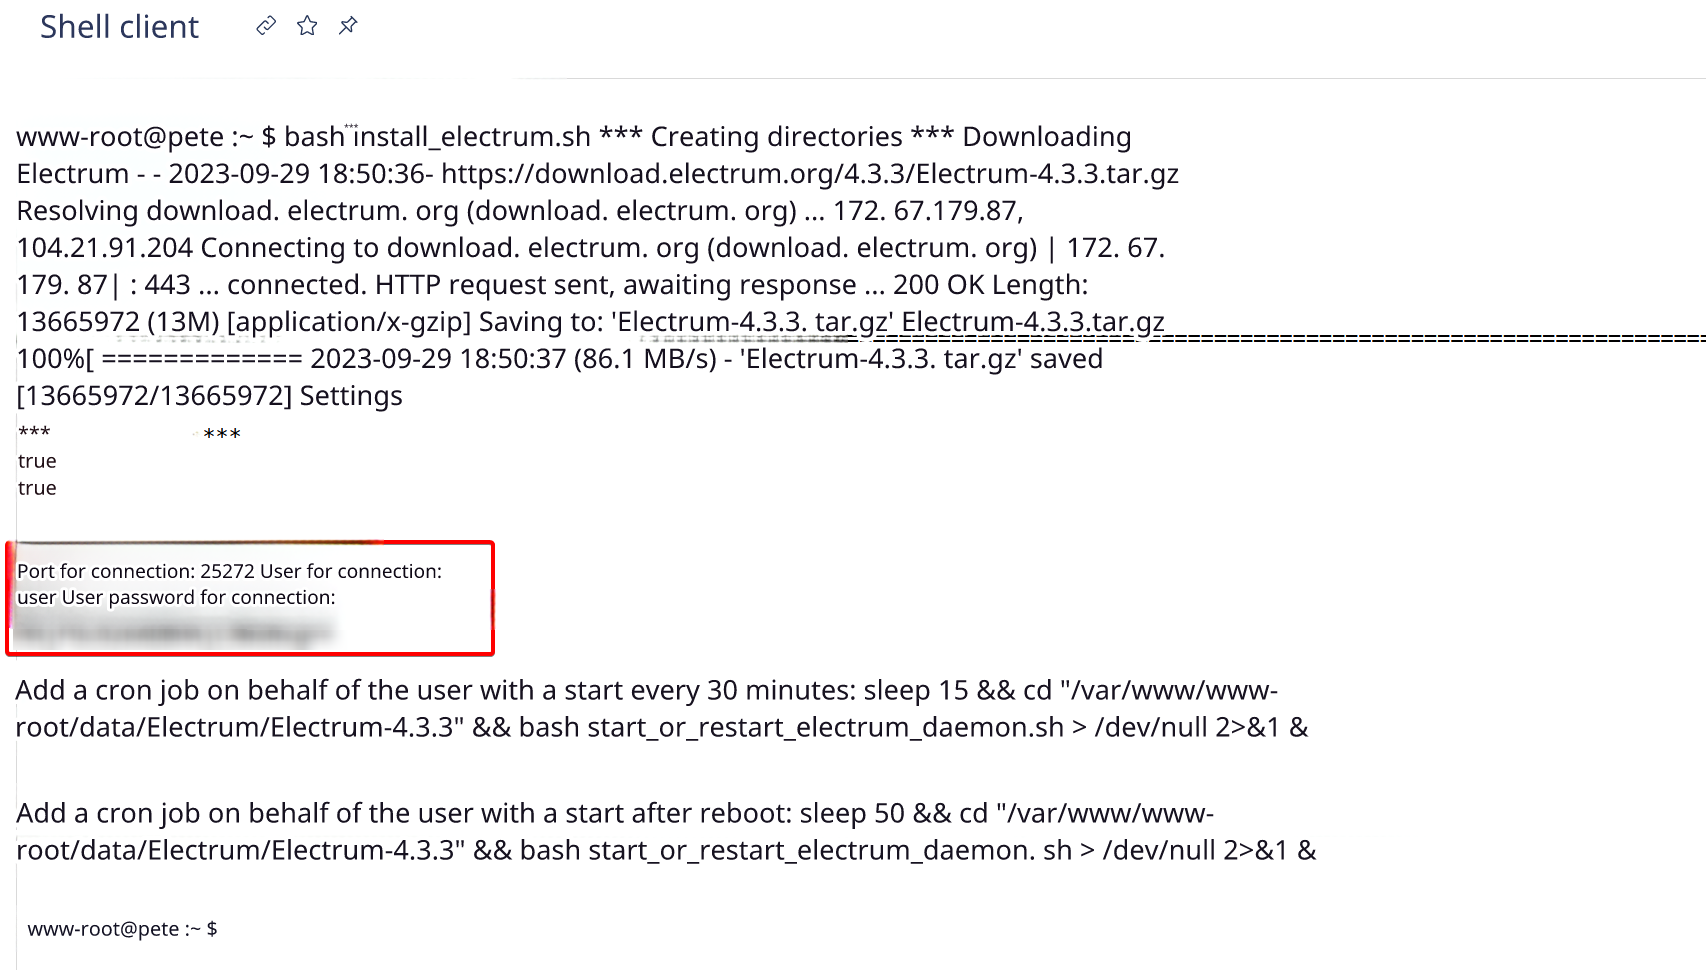 Shell client
www-root@pete :~ $ bash install_electrum.sh *** Creating directories *** Downloading
Electrum - - 2023-09-29 18:50:36- https://download.electrum.org/4.3.3/Electrum-4.3.3.tar.gz
Resolving download. electrum. org (download. electrum. org) ... 172. 67.179.87,
104.21.91.204 Connecting to download. electrum. org (download. electrum. org) | 172. 67.
179. 87| : 443 ... connected. HTTP request sent, awaiting response ... 200 OK Length:
13665972 (13M) [application/x-gzip] Saving to: 'Electrum-4.3.3. tar.gz' Electrum-4.3.3.tar.gz
100%[ ============= 2023-09-29 18:50:37 (86.1 MB/s) - 'Electrum-4.3.3. tar.gz' saved
[13665972/13665972] Settings
*** ***
true
true
Port for connection: 25272 User for connection:
user User password for connection:
Add a cron job on behalf of the user with a start every 30 minutes: sleep 15 && cd "/var/www/www-
root/data/Electrum/Electrum-4.3.3" && bash start_or_restart_electrum_daemon.sh > /dev/null 2>&1 &
Add a cron job on behalf of the user with a start after reboot: sleep 50 && cd "/var/www/www-
root/data/Electrum/Electrum-4.3.3" && bash start_or_restart_electrum_daemon. sh > /dev/null 2>&1 &
www-root@pete :~ $